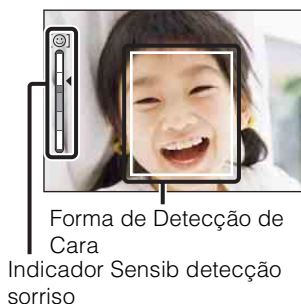 Forma de Detecção de
Cara
Indicador Sensib detecção
sorriso